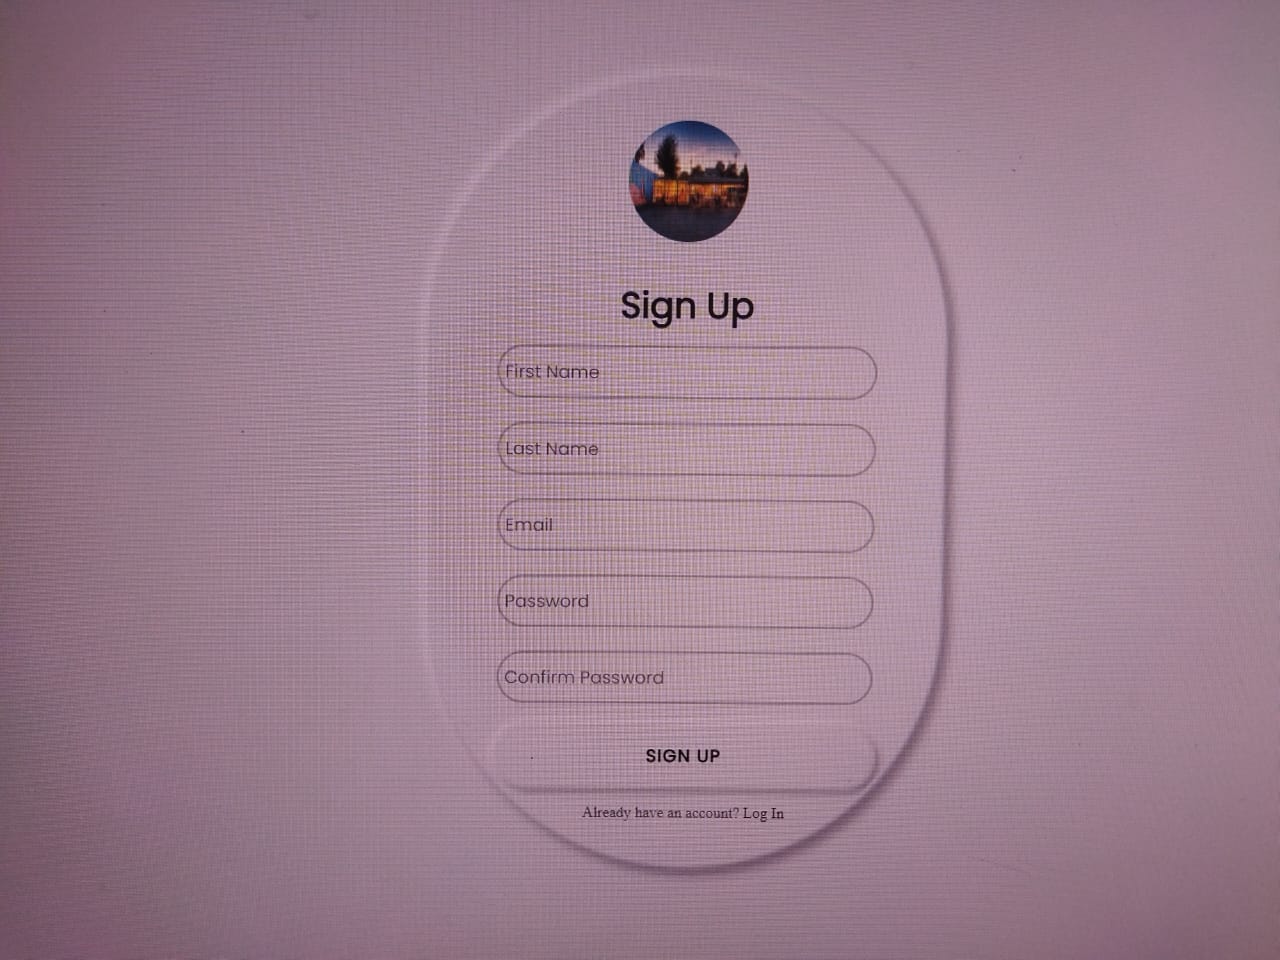 Sign Up
First Name
Last Name
Email
Password
Confirm Password
SIGN UP
Already have an account? Log In